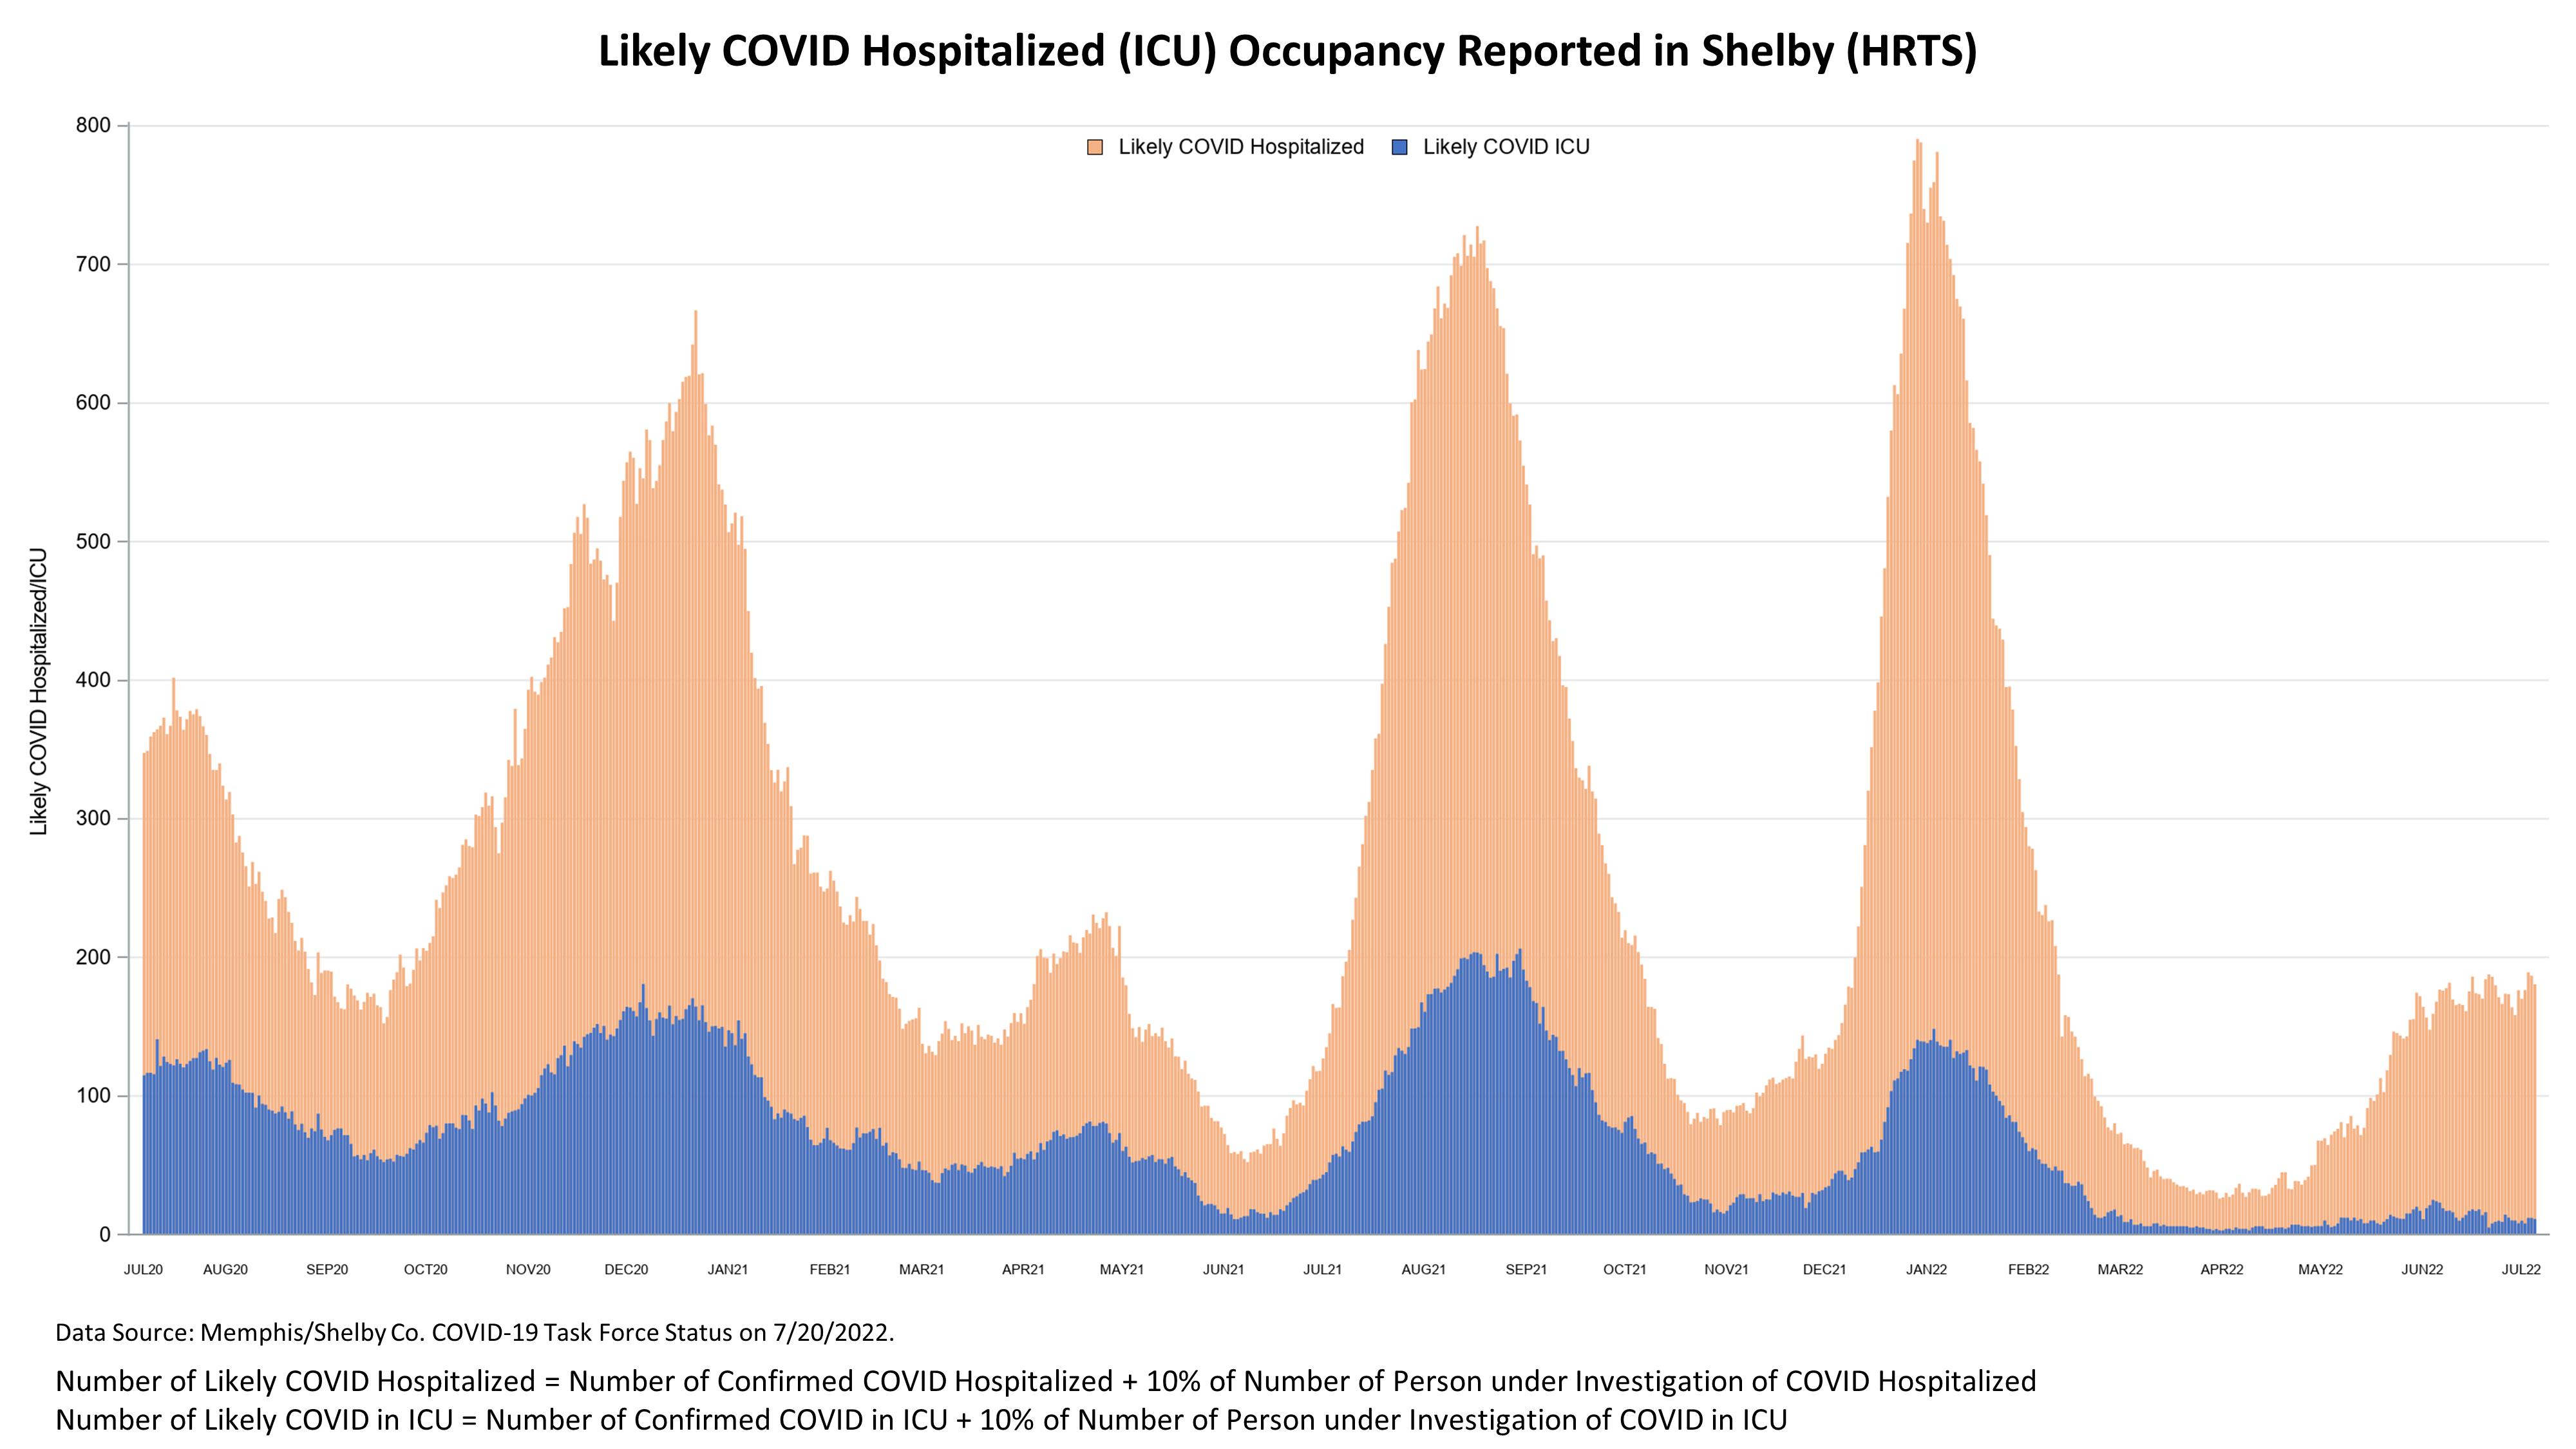 Likely COVID Hospitalized (ICU) Occupancy Reported in Shelby (HRTS)
Likely COVID Hospitalized Likely COVID ICU
Likely COVID Hospitalized/ICU
800
700
600
500
400
300
200
100
0
JUL20 AUG20 SEP20 OCT20 NOV20 DEC20 JAN21 FEB21 MAR21 APR21 MAY21 JUN21 JUL21 AUG21 SEP21 OCT21 NOV21 DEC21 JAN22 FEB22 MAR22 APR22 MAY22 JUN22 JUL22
Data Source: Memphis/Shelby Co. COVID-19 Task Force Status on 7/20/2022.
Number of Likely COVID Hospitalized = Number of Confirmed COVID Hospitalized + 10% of Number of Person under Investigation of COVID Hospitalized
Number of Likely COVID in ICU = Number of Confirmed COVID in ICU + 10% of Number of Person under Investigation of COVID in ICU